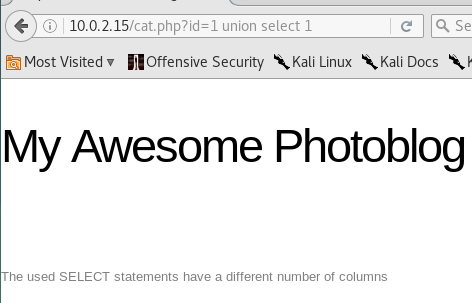 10.0.2.15/cat.php?id=1 union select 1
Se
Most Visited Offensive Security Kali Linux Kali Docs K
My Awesome Photoblog
The used SELECT statements have a different number of columns